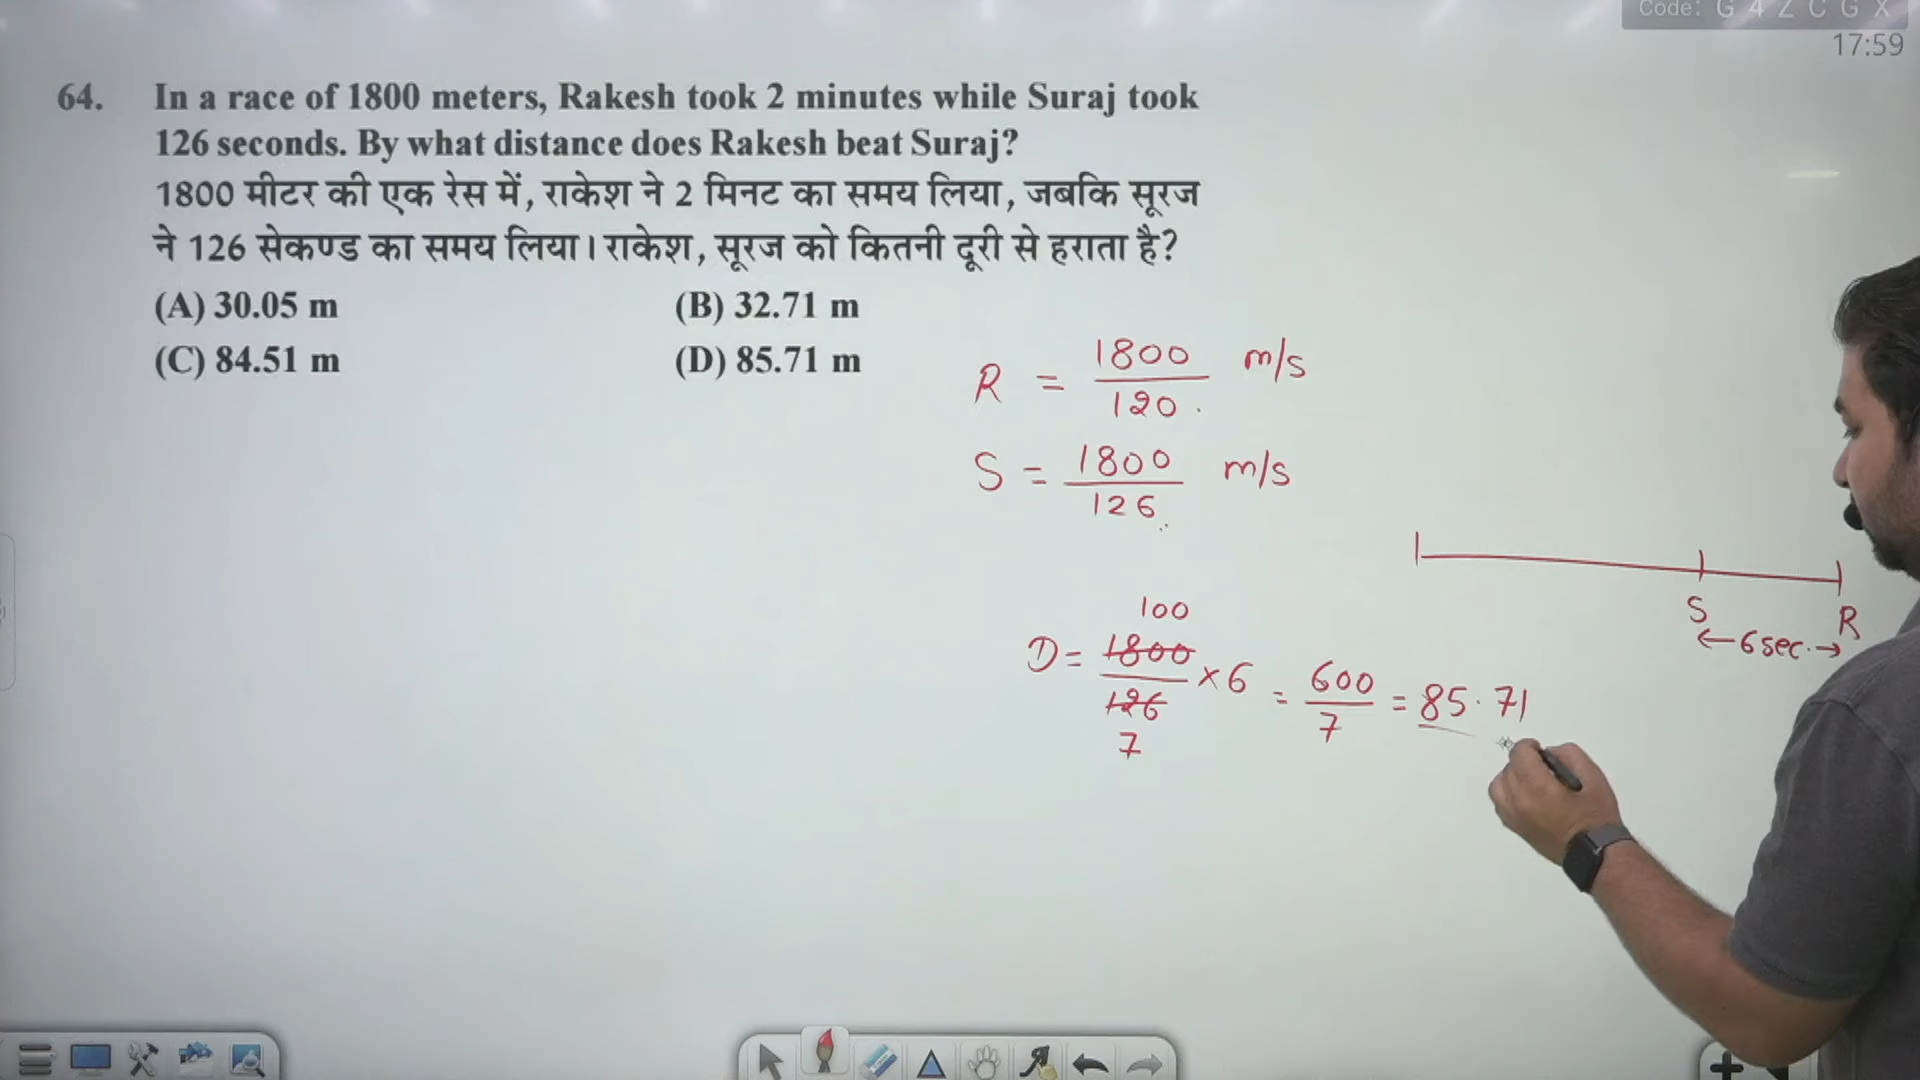 Code: G 4 Z C G X
17:59
64. In a race of 1800 meters, Rakesh took 2 minutes while Suraj took
126 seconds. By what distance does Rakesh beat Suraj?
1800 मीटर की एक रेस में, राकेश ने 2 मिनट का समय लिया, जबकि सूरज
ने 126 सेकण्ड का समय लिया। राकेश, सूरज को कितनी दूरी से हराता है?
(A) 30.05 m (B) 32.71 m
(C) 84.51 m (D) 85.71 m
R = 1800/120 m/s
S = 1800/126 m/s
S R
6 sec.
100
D = 1800/126 × 6 = 600/7 = 85.71
7